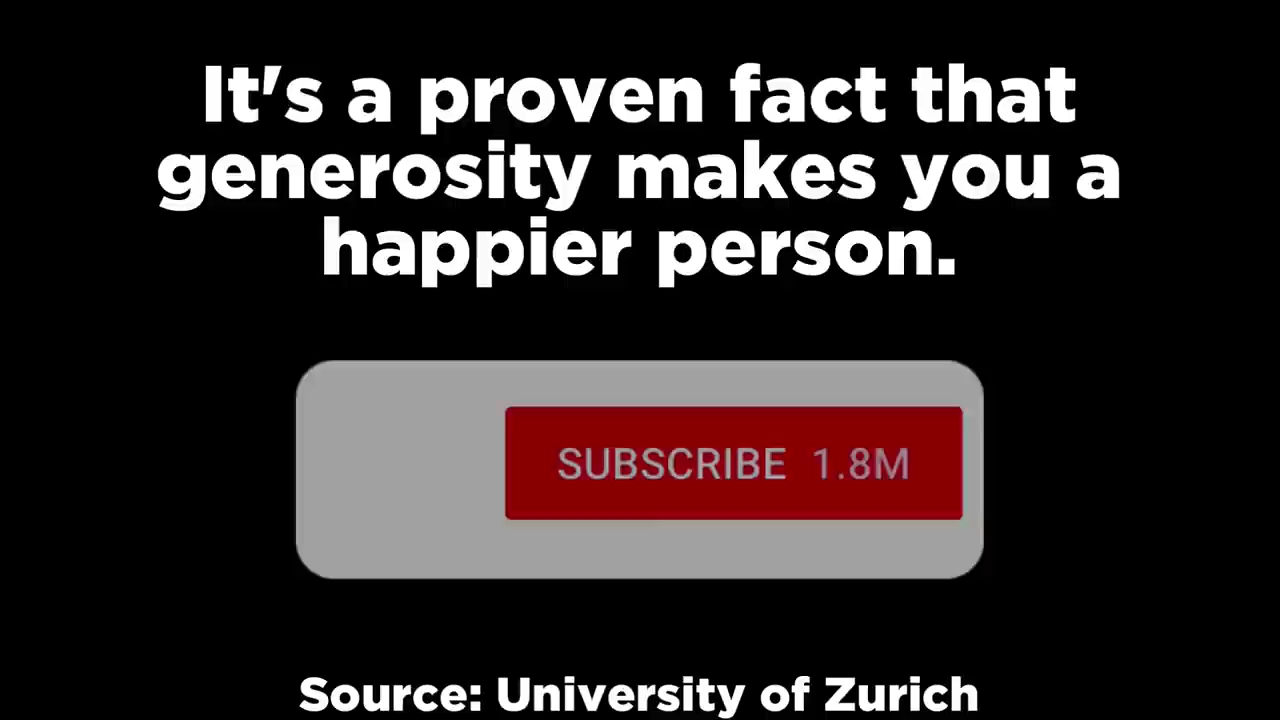 It's a proven fact that
generosity makes you a
happier person.
SUBSCRIBE 1.8M
Source: University of Zurich